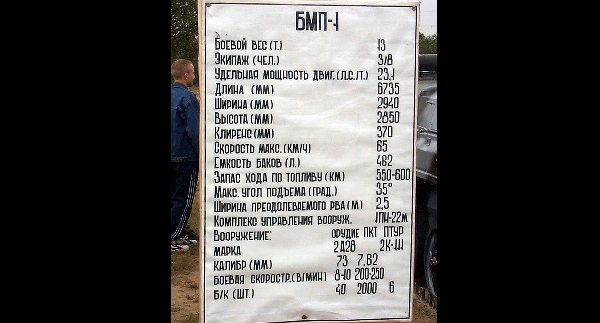 БМП-1
Боевой вес (т.) 13
Экипаж (чел.) 3/8
Удельная мощность двиг.(л.с./т.) 23,1
Длина (мм) 6735
Ширина (мм) 2940
Высота (мм) 2850
Клиренс (мм) 370
Скорость макс. (км/ч) 65
Емкость баков (л.) 462
Запас хода по топливу (км) 550-600
Макс. угол подъема (град.) 35°
Ширина преодолеваемого рва (м) 2,5
Комплекс управления вооруж. 1ПН-22м
Вооружение: орудие ПКТ ПТУР
марка 2А28
калибр (мм) 73 7,62
боевая скоростр.(в/мин) 8-10 200-250
б/к (шт.) 40 2000 6